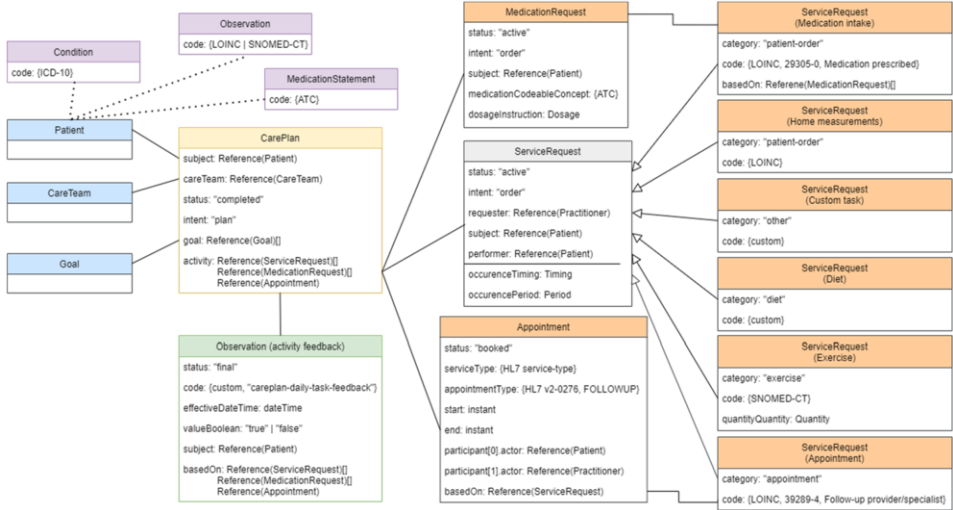 Condition
code: {ICD-10}
Observation
code: {LOINC | SNOMED-CT}
MedicationStatement
code: {ATC}
Patient
CareTeam
Goal
CarePlan
subject: Reference(Patient)
careTeam: Reference(CareTeam)
status: "completed"
intent: "plan"
goal: Reference(Goal)[]
activity: Reference(ServiceRequest)[]
Reference(MedicationRequest)[]
Reference(Appointment)
Observation (activity feedback)
status: "final"
code: {custom, "careplan-daily-task-feedback"}
effectiveDateTime: dateTime
valueBoolean: "true" | "false"
subject: Reference(Patient)
basedOn: Reference(ServiceRequest)[]
Reference(MedicationRequest)[]
Reference(Appointment)
MedicationRequest
status: "active"
intent: "order"
subject: Reference(Patient)
medicationCodeableConcept: {ATC}
dosageInstruction: Dosage
ServiceRequest
status: "active"
intent: "order"
requester: Reference(Practitioner)
subject: Reference(Patient)
performer: Reference(Patient)
occurenceTiming: Timing
occurencePeriod: Period
Appointment
status: "booked"
serviceType: {HL7 service-type}
appointmentType: {HL7 v2-0276, FOLLOWUP}
start: instant
end: instant
participant[0].actor: Reference(Patient)
participant[1].actor: Reference(Practitioner)
basedOn: Reference(ServiceRequest)
ServiceRequest
(Medication intake)
category: "patient-order"
code: {LOINC, 29305-0, Medication prescribed}
basedOn: Referene(MedicationRequest)[]
ServiceRequest
(Home measurements)
category: "patient-order"
code: {LOINC}
ServiceRequest
(Custom task)
category: "other"
code: {custom}
ServiceRequest
(Diet)
category: "diet"
code: {custom}
ServiceRequest
(Exercise)
category: "exercise"
code: {SNOMED-CT}
quantityQuantity: Quantity
ServiceRequest
(Appointment)
category: "appointment"
code: {LOINC, 39289-4, Follow-up provider/specialist}